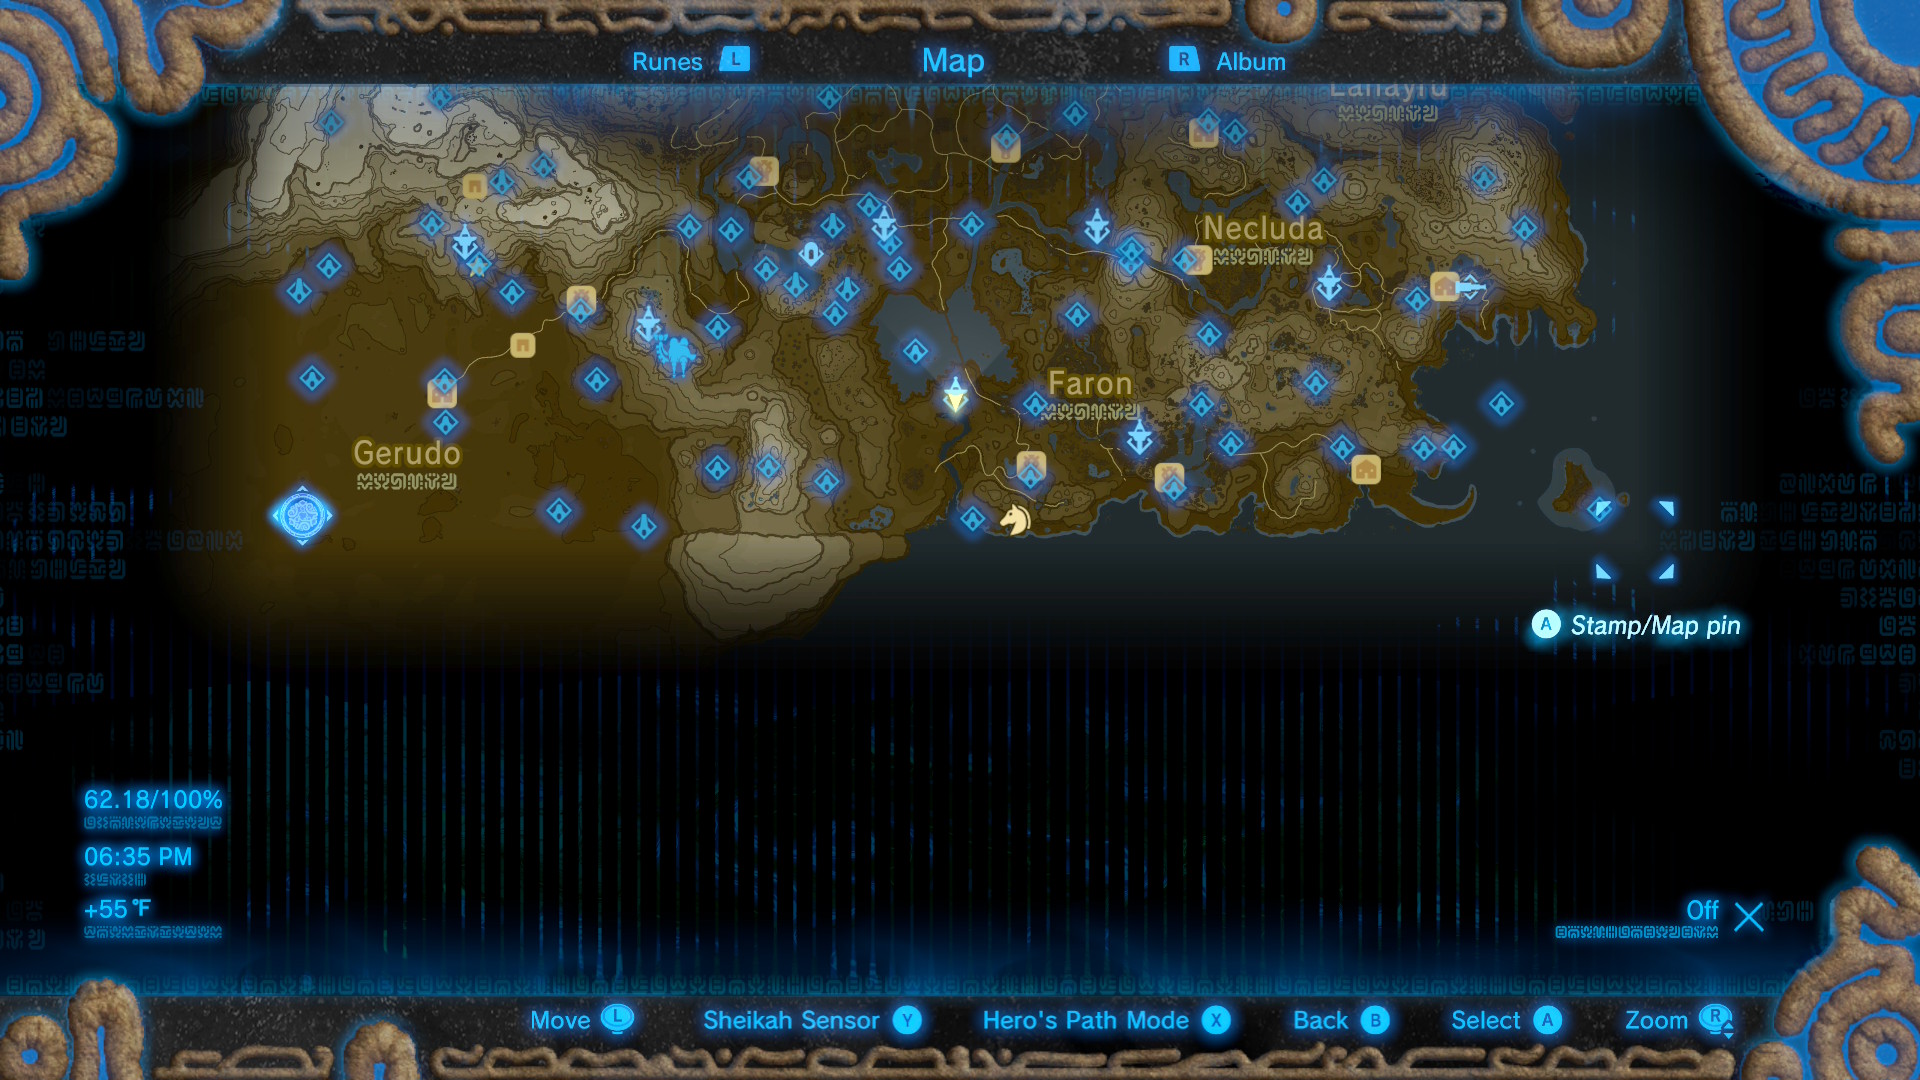 Runes L
Map
R Album
Lanayru
Necluda
Faron
Gerudo
A Stamp/Map pin
62.18/100%
06:35 PM
+55°F
Off
Move L
Sheikah Sensor Y
Hero's Path Mode X
Back B
Select A
Zoom R